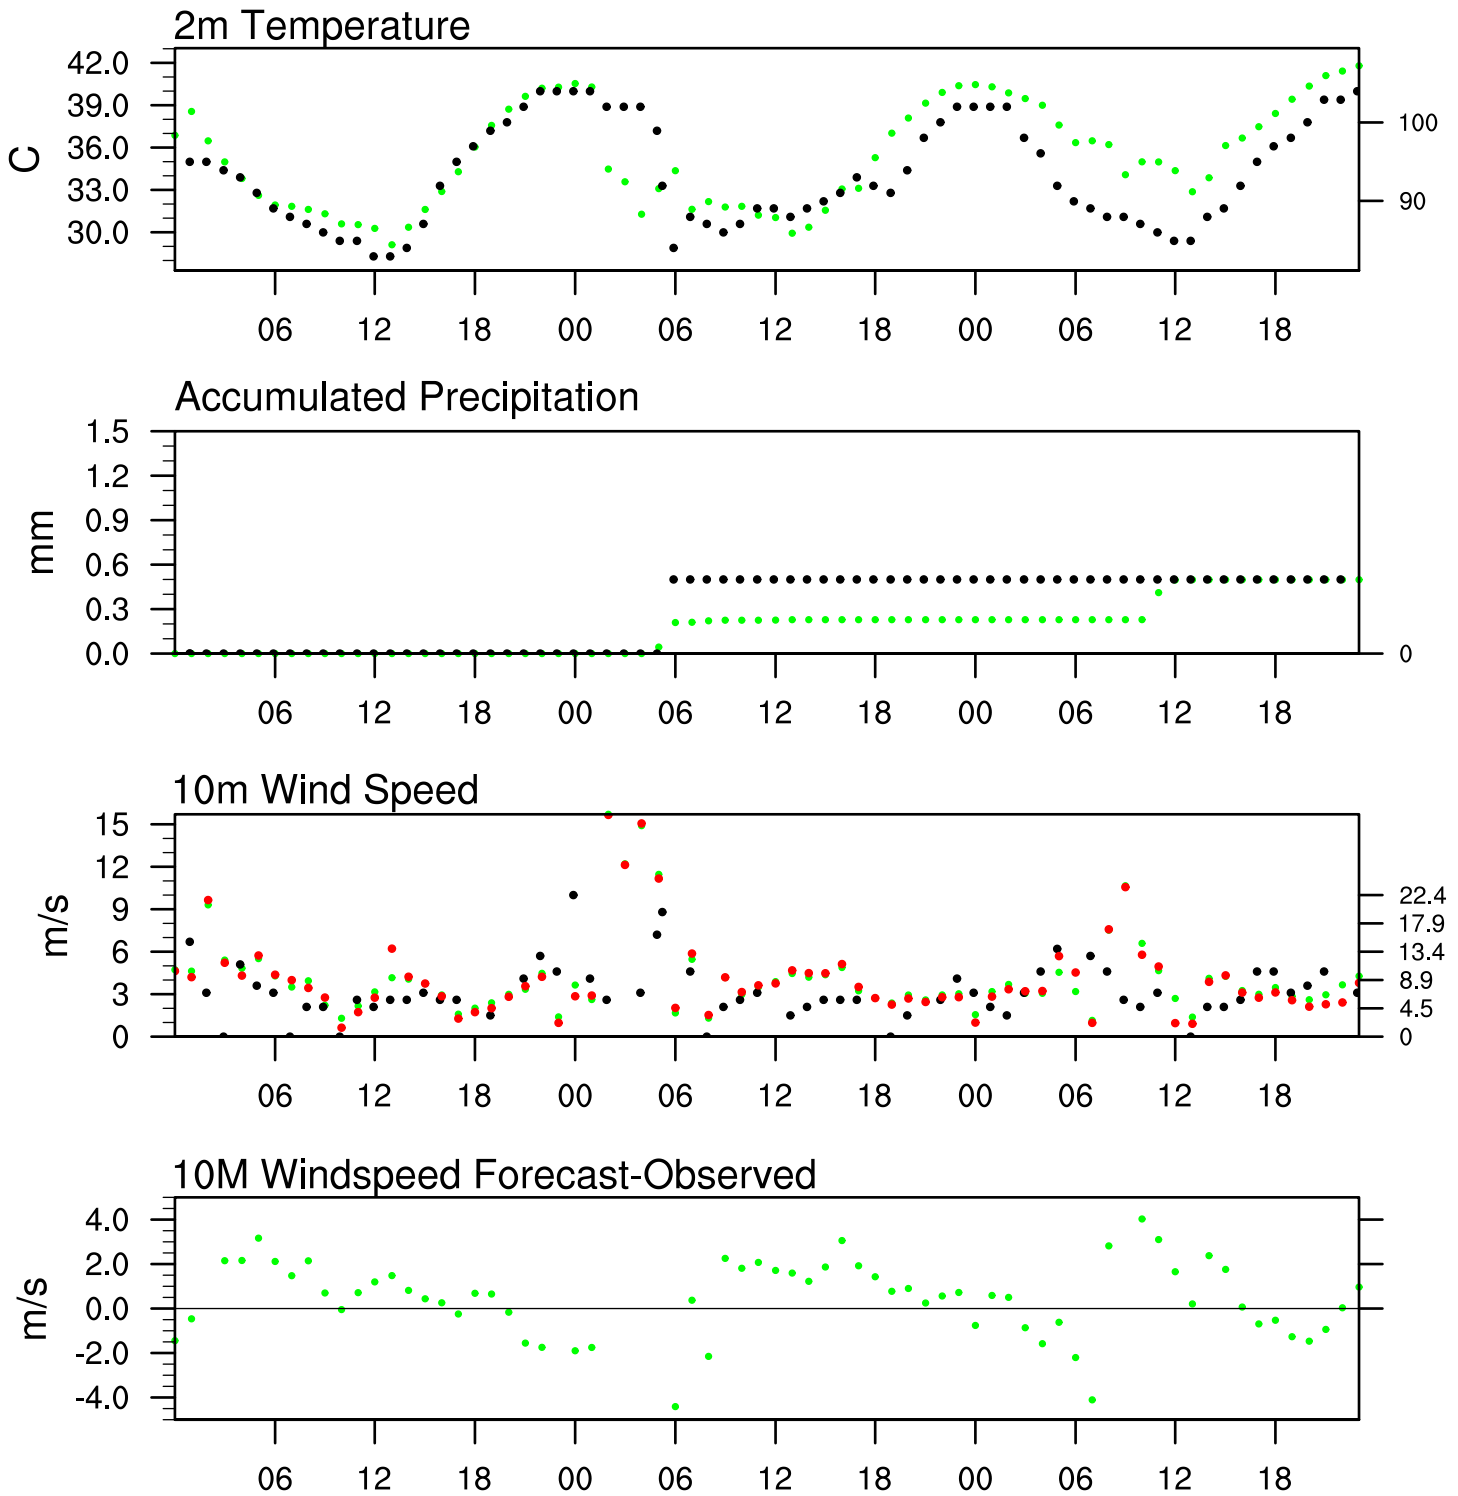 2m Temperature
42.0
39.0
36.0
33.0
30.0
C
100
90
06 12 18 00 06 12 18 00 06 12 18
Accumulated Precipitation
1.5
1.2
0.9
0.6
0.3
0.0
mm
0
06 12 18 00 06 12 18 00 06 12 18
10m Wind Speed
15
12
9
6
3
0
m/s
22.4
17.9
13.4
8.9
4.5
0
06 12 18 00 06 12 18 00 06 12 18
10M Windspeed Forecast-Observed
4.0
2.0
0.0
-2.0
-4.0
m/s
06 12 18 00 06 12 18 00 06 12 18